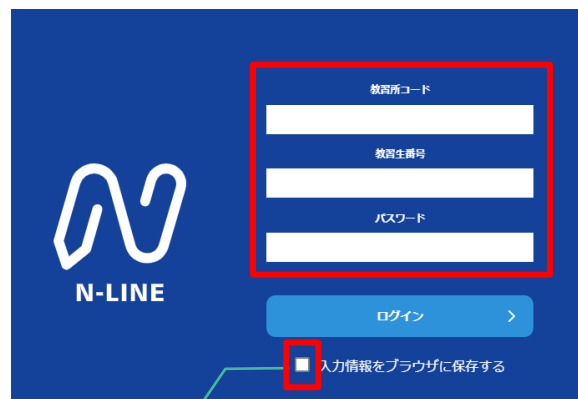 教習所コード
教習生番号
パスワード
N-LINE
ログイン
入力情報をブラウザに保存する